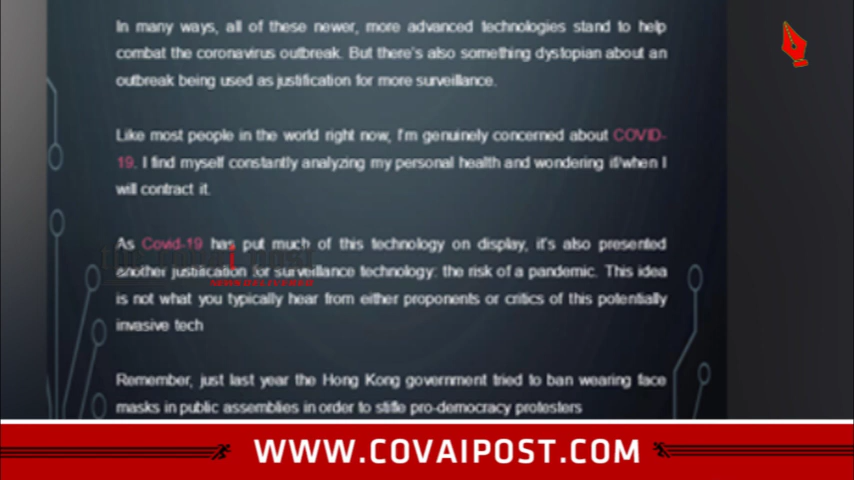 In many ways, all of these newer, more advanced technologies stand to help
combat the coronavirus outbreak. But there's also something dystopian about an
outbreak being used as justification for more surveillance.
Like most people in the world right now, I'm genuinely concerned about COVID-
19. I find myself constantly analyzing my personal health and wondering if/when I
will contract it.
As Covid-19 has put much of this technology on display, it's also presented
another justification for surveillance technology: the risk of a pandemic. This idea
is not what you typically hear from either proponents or critics of this potentially
invasive tech
Remember, just last year the Hong Kong government tried to ban wearing face
masks in public assemblies in order to stifle pro-democracy protesters
WWW.COVAIPOST.COM